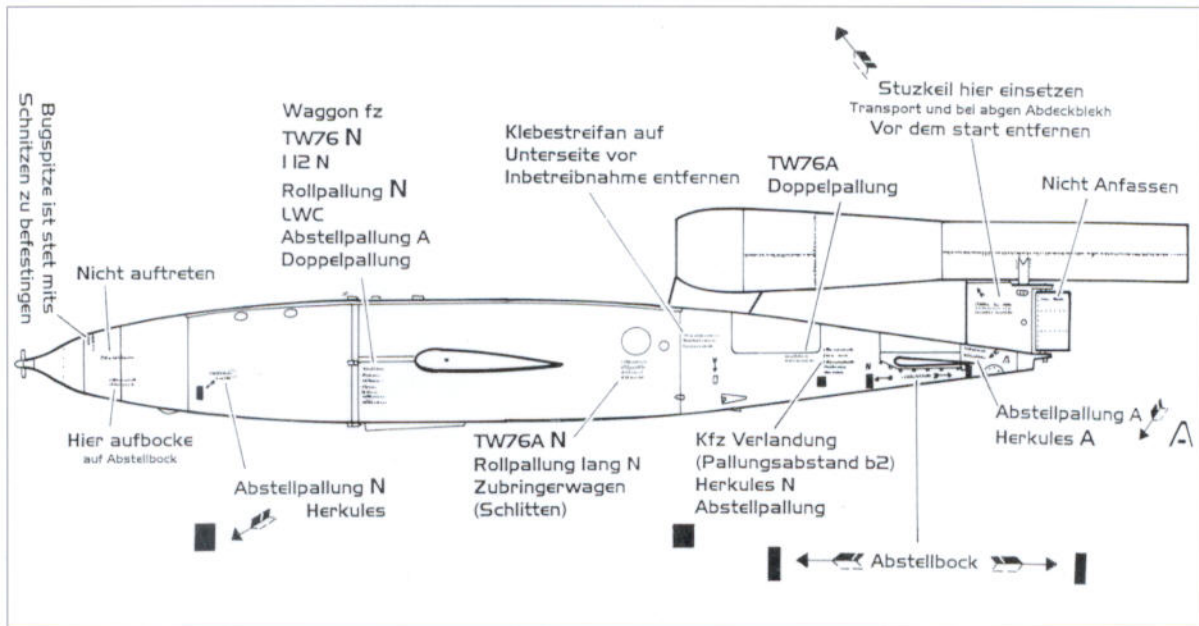 Stuzkeil hier einsetzen
Transport und bei abgen Abdeckblekh
Vor dem start entfernen
Bugspitze ist stet mits
Schnitzen zu befestingen
Waggon fz
TW76 N
I 12 N
Rollpallung N
LWC
Abstellpallung A
Doppelpallung
Klebestreifan auf
Unterseite vor
Inbetreibnahme entfernen
TW76A
Doppelpallung
Nicht Anfassen
Nicht auftreten
Hier aufbocke
auf Abstellbock
Abstellpallung N
Herkules
TW76A N
Rollpallung lang N
Zubringerwagen
(Schlitten)
Kfz Verlandung
(Pallungsabstand b2)
Herkules N
Abstellpallung
Abstellpallung A
Herkules A
A
Abstellbock